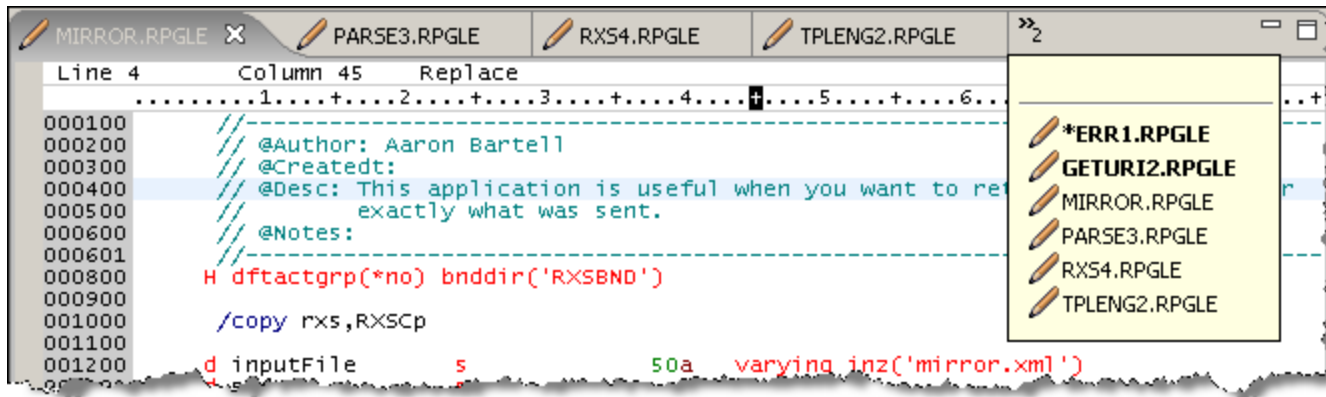 MIRROR.RPGLE PARSE3.RPGLE RXS4.RPGLE TPLENG2.RPGLE »2
Line 4 Column 45 Replace
.........1....+....2....+....3....+....4....+....5....+....6...
*ERR1.RPGLE
GETURI2.RPGLE
MIRROR.RPGLE
PARSE3.RPGLE
RXS4.RPGLE
TPLENG2.RPGLE
000100 //---------------------------------------------------------------------------
000200 // @Author: Aaron Bartell
000300 // @Createdt:
000400 // @Desc: This application is useful when you want to ret r
000500 // exactly what was sent.
000600 // @Notes:
000601 //---------------------------------------------------------------------------
000800 H dftactgrp(*no) bnddir('RXSBND')
000900
001000 /copy rxs,RXSCp
001100
001200 d inputFile s 50a varying inz('mirror.xml')